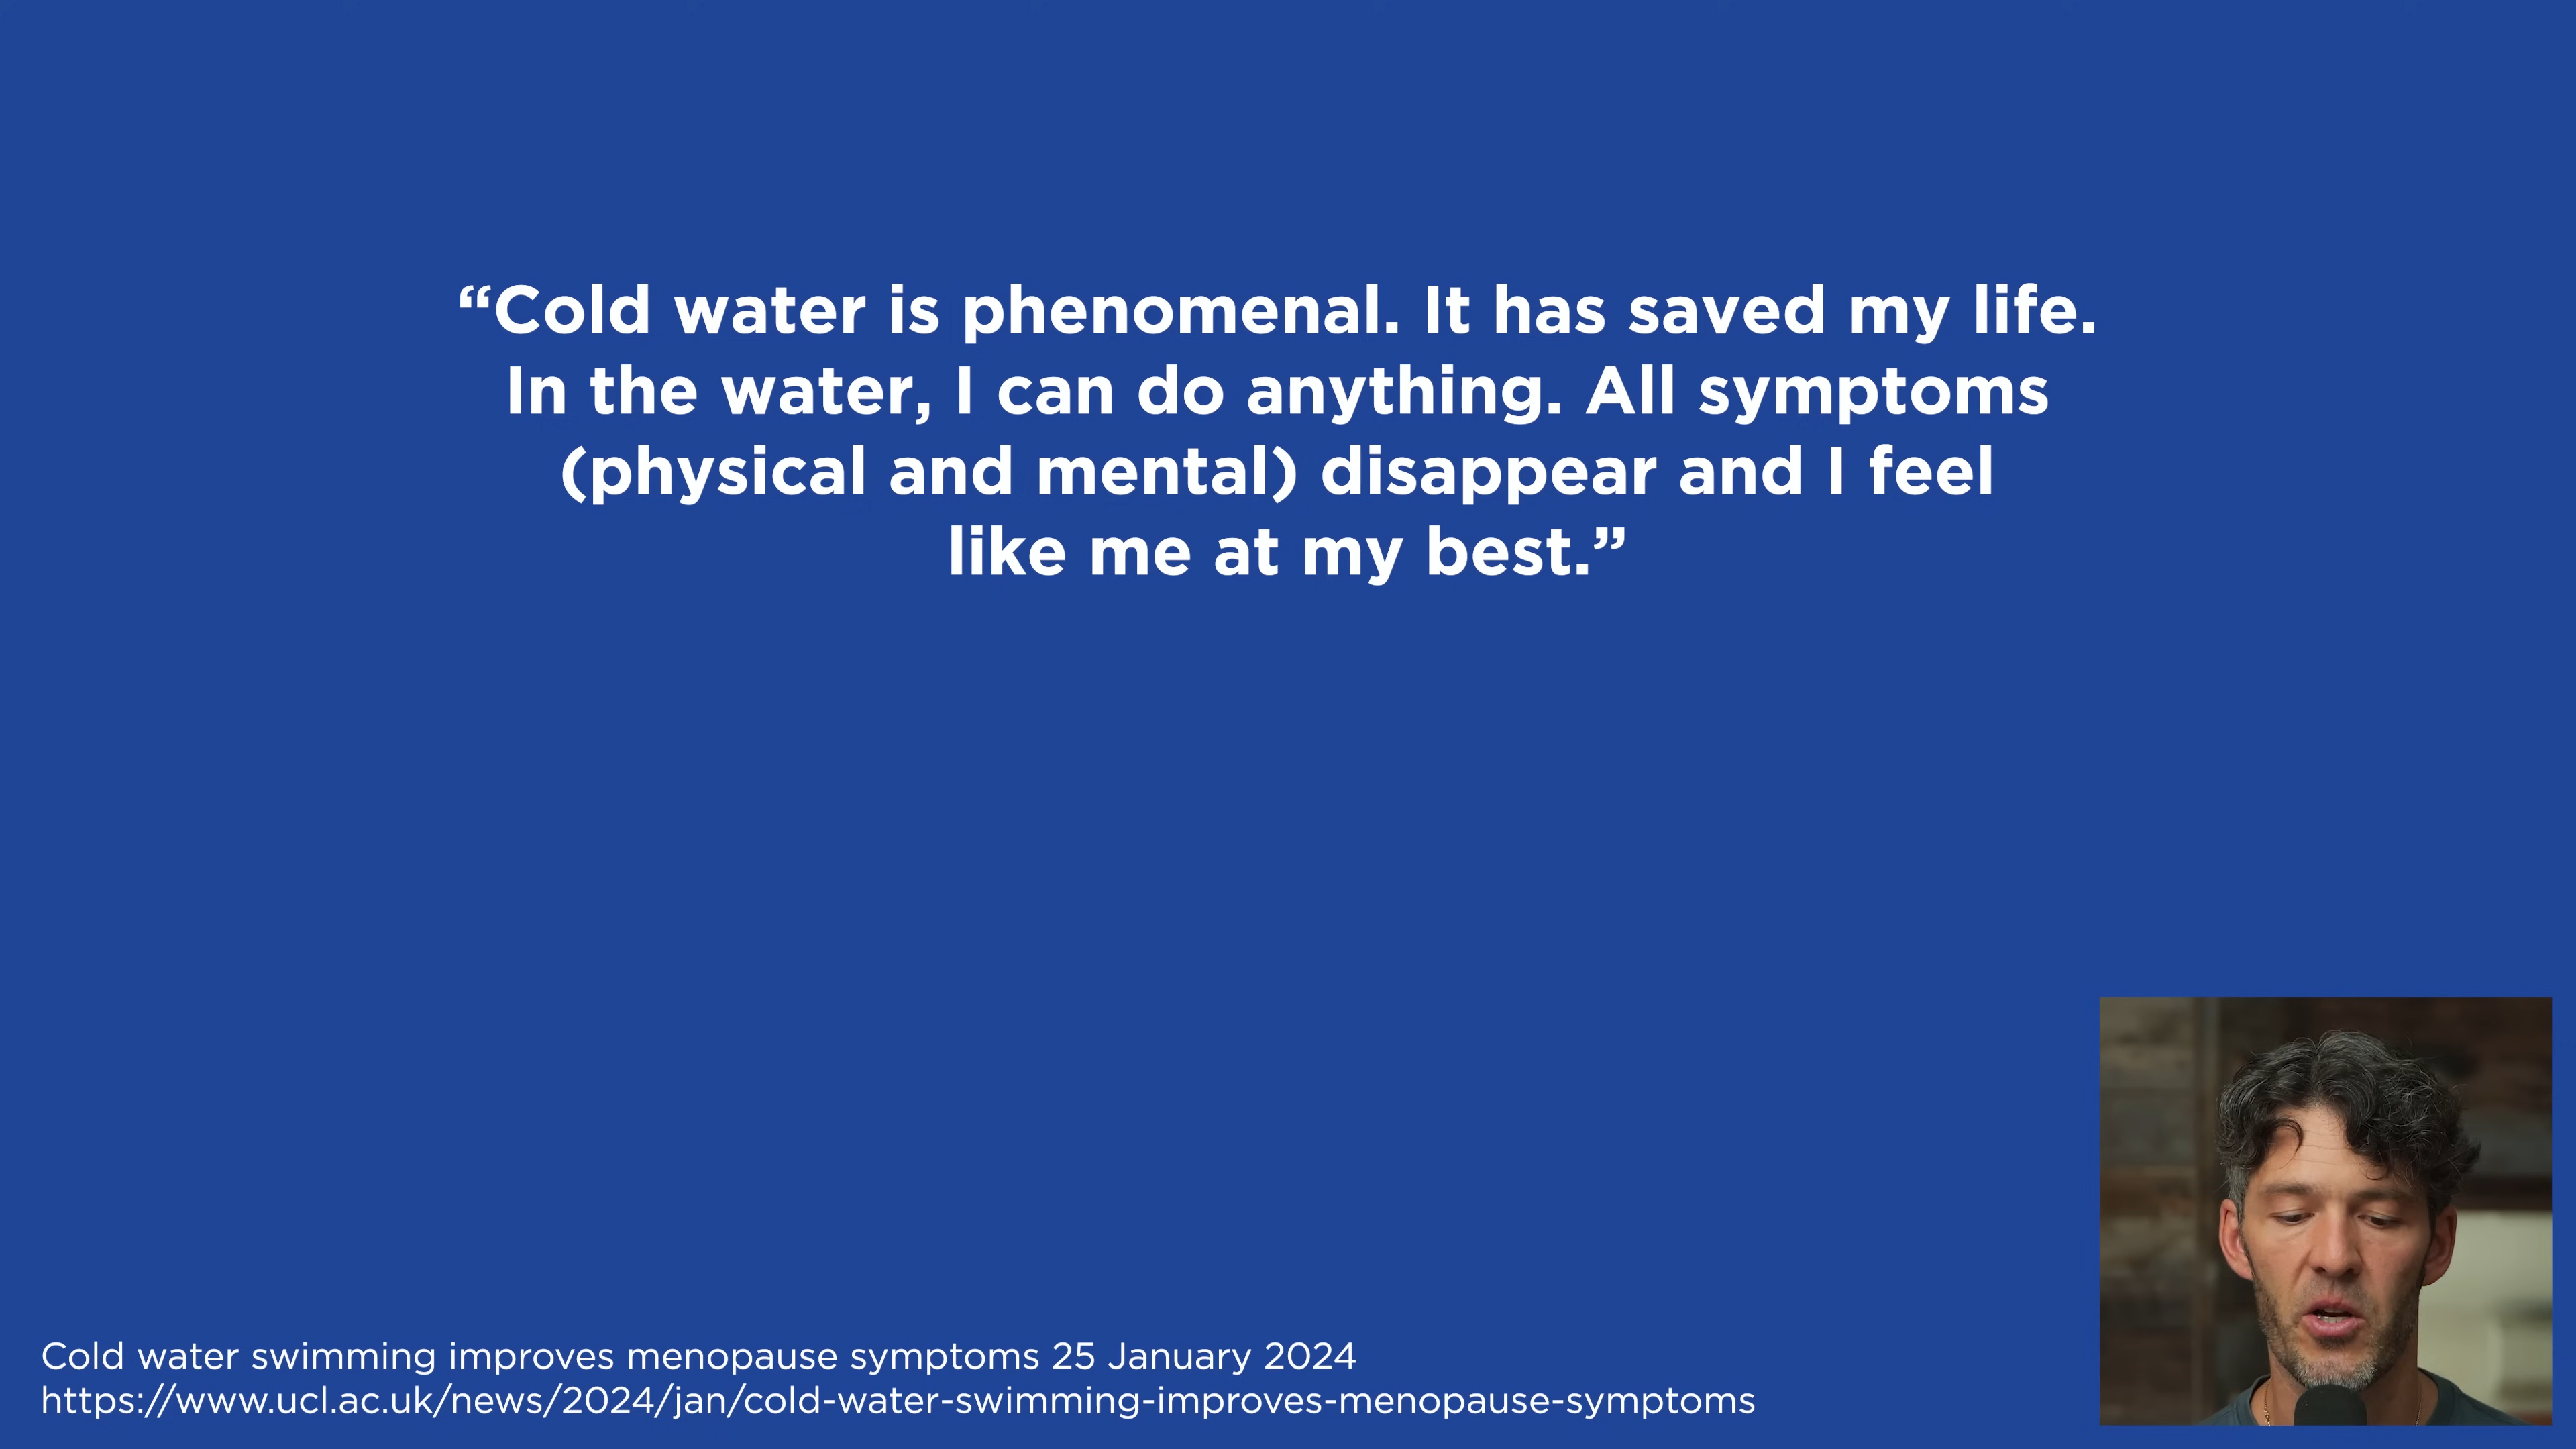 “Cold water is phenomenal. It has saved my life.
In the water, I can do anything. All symptoms
(physical and mental) disappear and I feel
like me at my best.”
Cold water swimming improves menopause symptoms 25 January 2024
https://www.ucl.ac.uk/news/2024/jan/cold-water-swimming-improves-menopause-symptoms